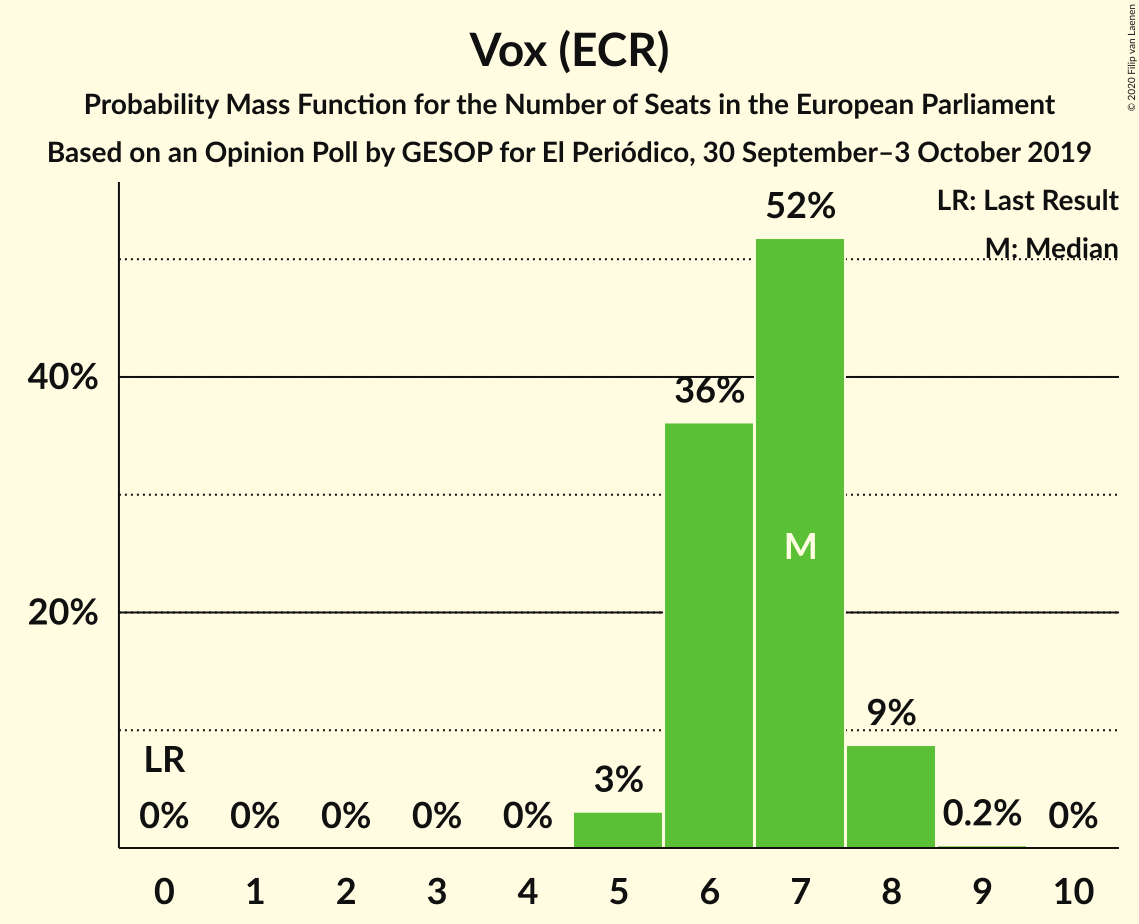 Vox (ECR)
Probability Mass Function for the Number of Seats in the European Parliament
Based on an Opinion Poll by GESOP for El Periódico, 30 September–3 October 2019
© 2020 Filip van Laenen
LR: Last Result
M: Median
52%
40%
36%
M
20%
9%
LR
3%
0% 0% 0% 0% 0% 0.2% 0%
0 1 2 3 4 5 6 7 8 9 10